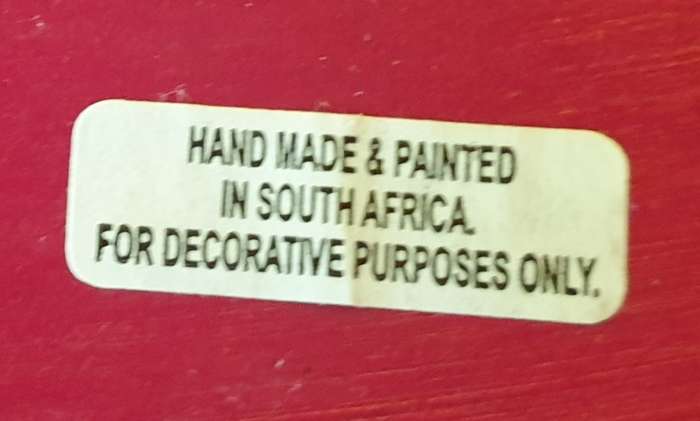 HAND MADE & PAINTED
IN SOUTH AFRICA.
FOR DECORATIVE PURPOSES ONLY.